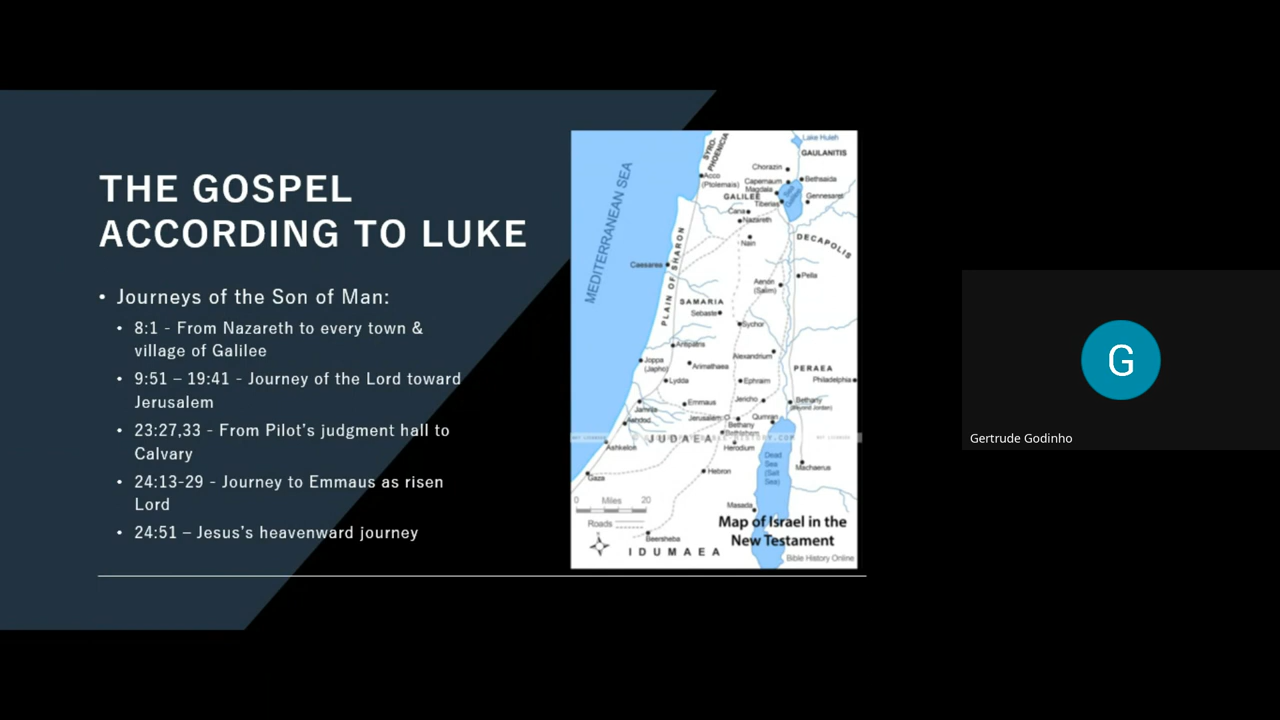 THE GOSPEL
ACCORDING TO LUKE
• Journeys of the Son of Man:
• 8:1 - From Nazareth to every town &
village of Galilee
• 9:51 – 19:41 - Journey of the Lord toward
Jerusalem
• 23:27,33 - From Pilot's judgment hall to
Calvary
• 24:13-29 - Journey to Emmaus as risen
Lord
• 24:51 – Jesus's heavenward journey
MEDITERRANEAN SEA
SYRO-
PHOENICIA
Lake Huleh
GAULANITIS
Chorazin
Acco
(Ptolemais)
Capernaum
Bethsaida
Magdala
GALILEE
Gennesaret
Tiberias
Cana
Nazareth
Nain
DECAPOLIS
PLAIN OF SHARON
Caesarea
Pella
Aenon
(Salim)
SAMARIA
Sebaste
Sychor
Antipatris
Alexandrium
Joppa
(Japho)
Arimathaea
PERAEA
Lydda
Ephraim
Philadelphia
Jericho
Emmaus
Bethany
(Beyond Jordan)
Jamnia
Jerusalem
Qumran
Ashdod
Bethany
Bethlehem
JUDAEA
Herodium
Ashkelon
Dead
Sea
(Salt
Sea)
Machaerus
Hebron
Gaza
0 Miles 20
Masada
Roads
Map of Israel in the
New Testament
Beersheba
IDUMAEA
Bible History Online
G
Gertrude Godinho